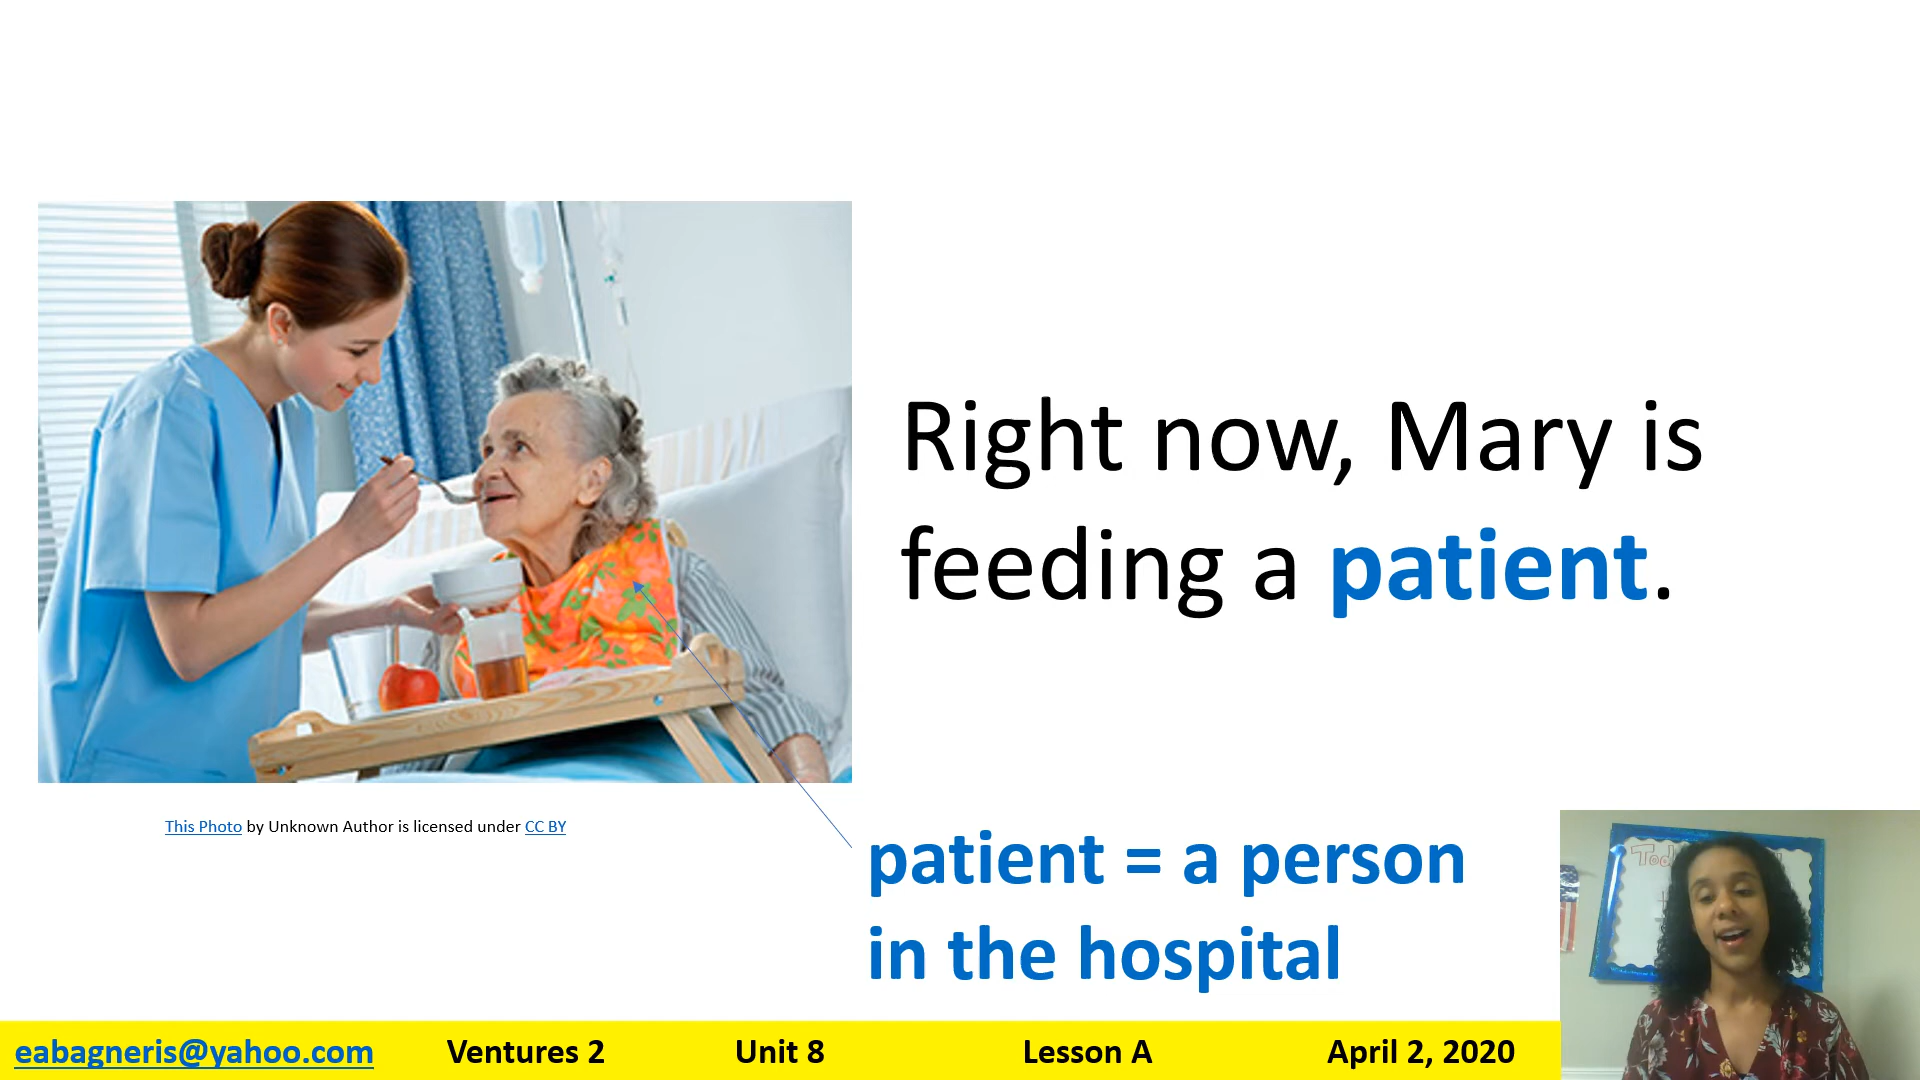 Right now, Mary is
feeding a patient.
This Photo by Unknown Author is licensed under CC BY
patient = a person
in the hospital
eabagneris@yahoo.com Ventures 2 Unit 8 Lesson A April 2, 2020